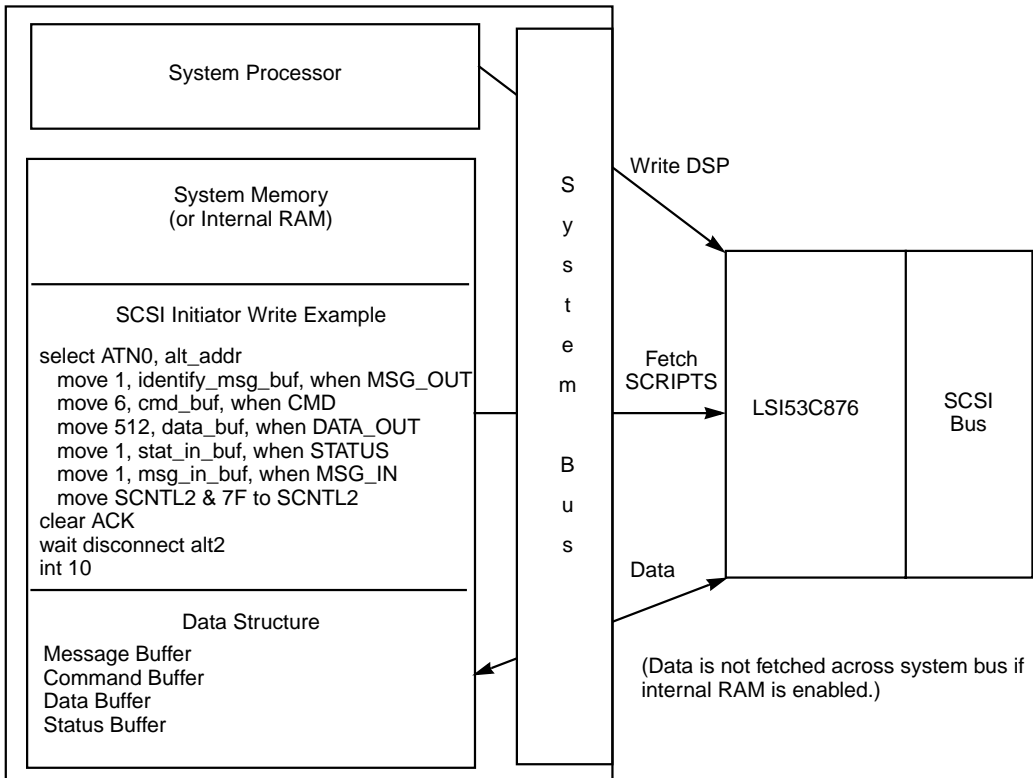 System Processor
System Memory
(or Internal RAM)
SCSI Initiator Write Example
select ATN0, alt_addr
move 1, identify_msg_buf, when MSG_OUT
move 6, cmd_buf, when CMD
move 512, data_buf, when DATA_OUT
move 1, stat_in_buf, when STATUS
move 1, msg_in_buf, when MSG_IN
move SCNTL2 & 7F to SCNTL2
clear ACK
wait disconnect alt2
int 10
Data Structure
Message Buffer
Command Buffer
Data Buffer
Status Buffer
System Bus
Write DSP
Fetch
SCRIPTS
Data
LSI53C876
SCSI
Bus
(Data is not fetched across system bus if
internal RAM is enabled.)